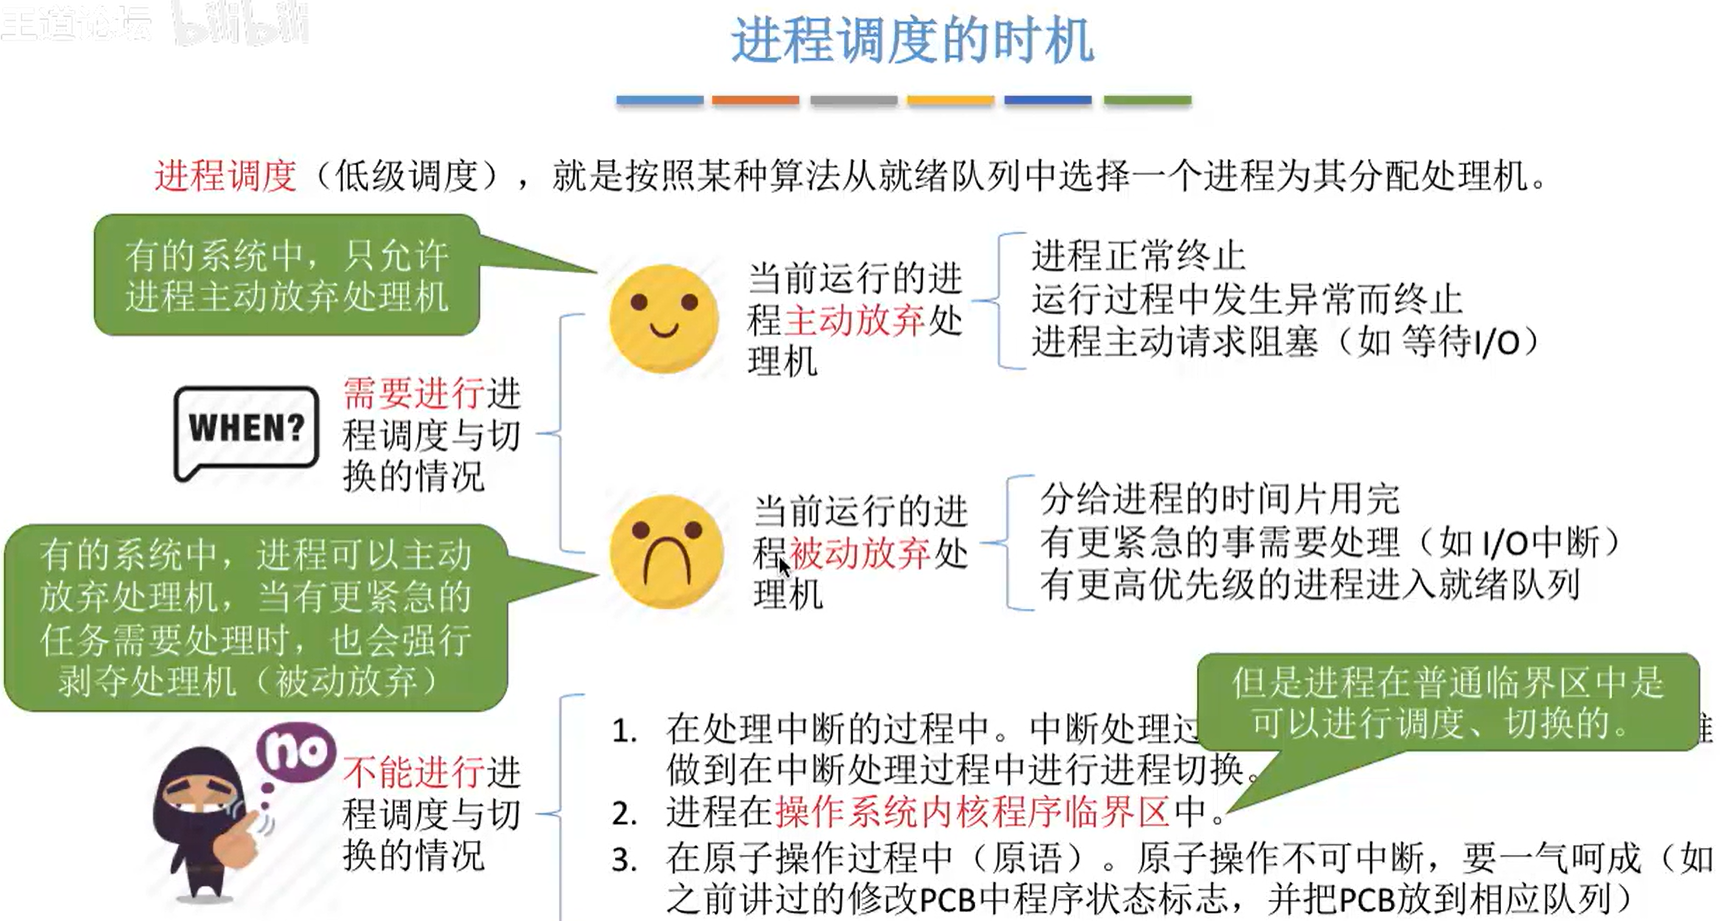 王道论坛 bilibili
进程调度的时机
进程调度（低级调度），就是按照某种算法从就绪队列中选择一个进程为其分配处理机。
有的系统中，只允许
进程主动放弃处理机
当前运行的进
程主动放弃处
理机
进程正常终止
运行过程中发生异常而终止
进程主动请求阻塞（如 等待I/O）
WHEN?
需要进行进
程调度与切
换的情况
有的系统中，进程可以主动
放弃处理机，当有更紧急的
任务需要处理时，也会强行
剥夺处理机（被动放弃）
当前运行的进
程被动放弃处
理机
分给进程的时间片用完
有更紧急的事需要处理（如 I/O中断）
有更高优先级的进程进入就绪队列
但是进程在普通临界区中是
可以进行调度、切换的。
no
不能进行进
程调度与切
换的情况
1. 在处理中断的过程中。中断处理过
做到在中断处理过程中进行进程切换。
2. 进程在操作系统内核程序临界区中。
3. 在原子操作过程中（原语）。原子操作不可中断，要一气呵成（如
之前讲过的修改PCB中程序状态标志，并把PCB放到相应队列）